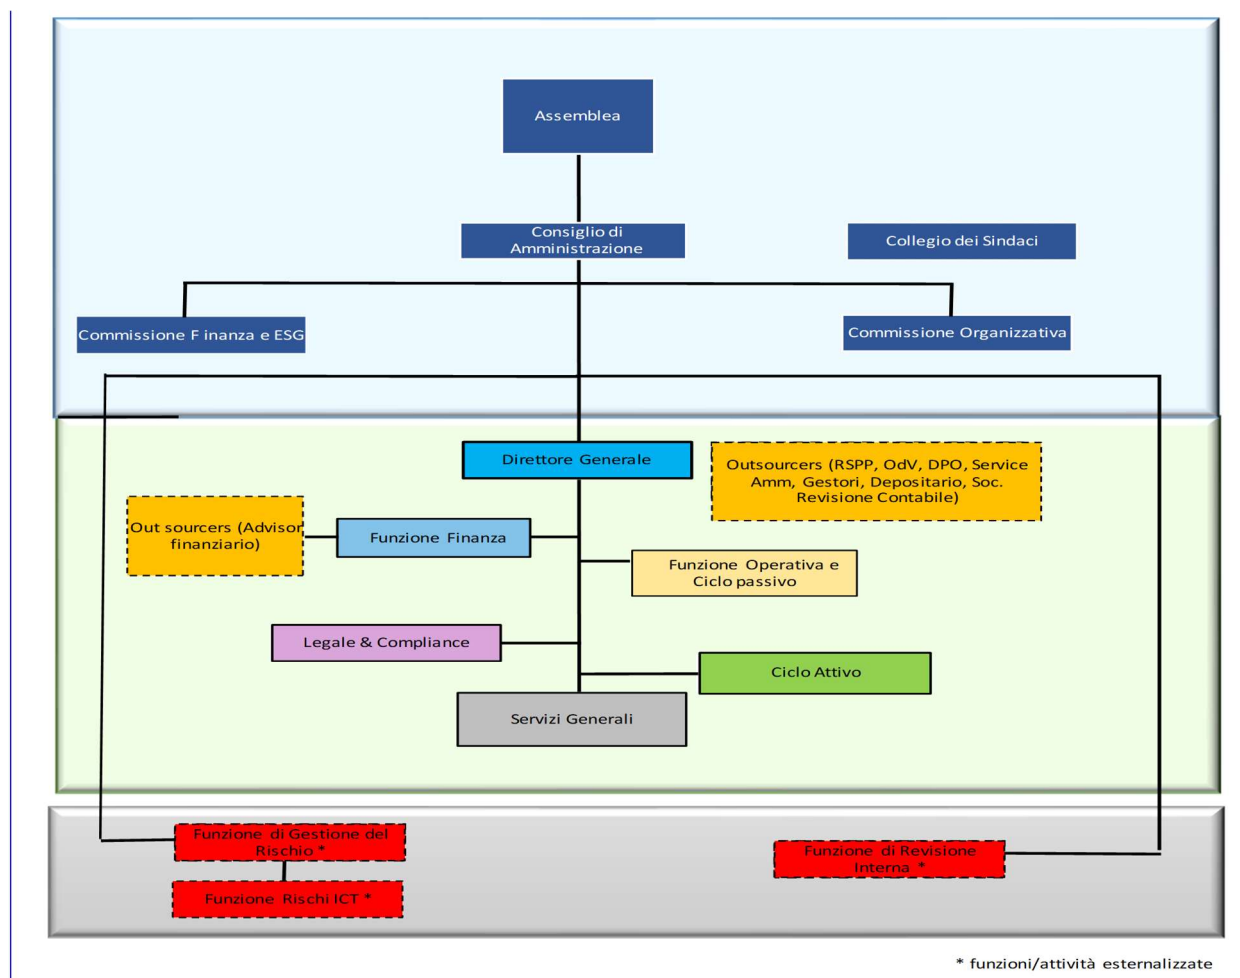 Assemblea
Consiglio di
Amministrazione
Collegio dei Sindaci
Commissione F inanza e ESG
Commissione Organizzativa
Direttore Generale
Outsourcers (RSPP, OdV, DPO, Service
Amm, Gestori, Depositario, Soc.
Revisione Contabile)
Out sourcers (Advisor
finanziario)
Funzione Finanza
Funzione Operativa e
Ciclo passivo
Legale & Compliance
Ciclo Attivo
Servizi Generali
Funzione di Gestione del
Rischio *
Funzione di Revisione
Interna *
Funzione Rischi ICT *
* funzioni/attività esternalizzate